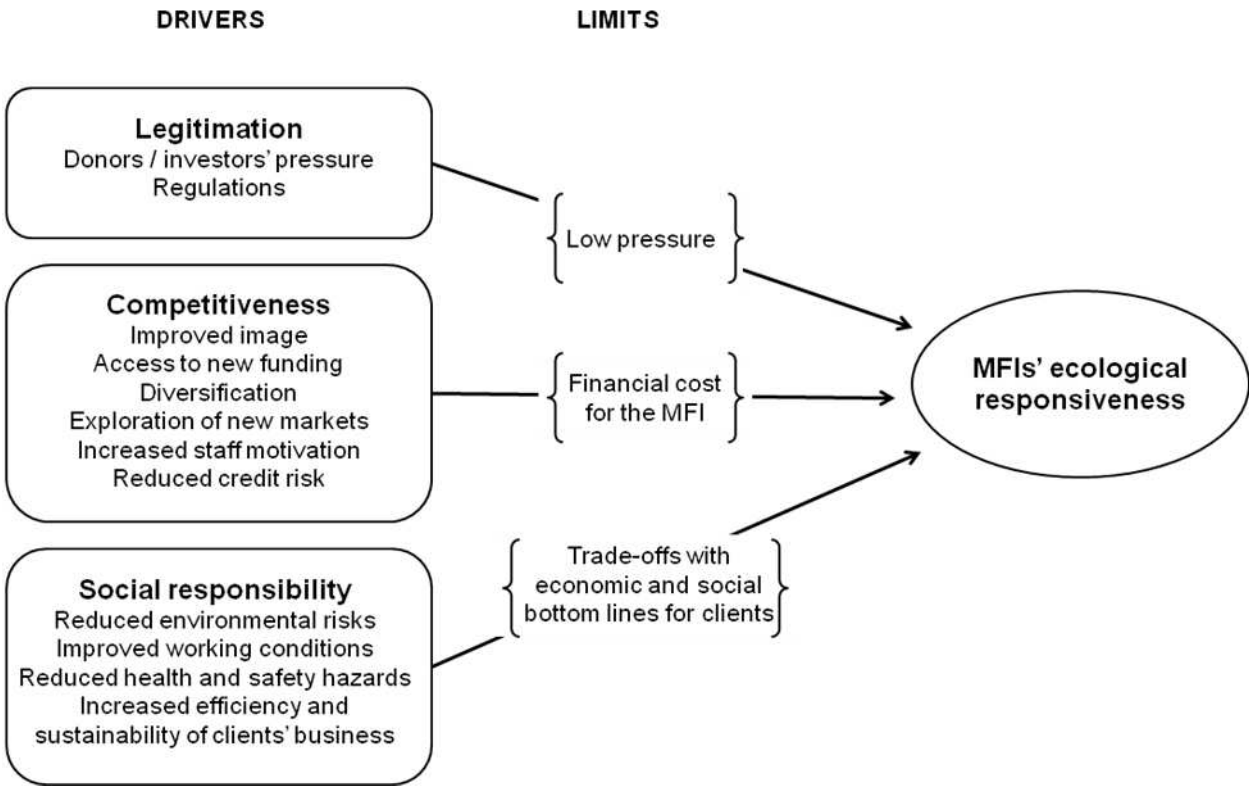 DRIVERS
LIMITS
Legitimation
Donors / investors’ pressure
Regulations
Low pressure
Competitiveness
Improved image
Access to new funding
Diversification
Exploration of new markets
Increased staff motivation
Reduced credit risk
Financial cost
for the MFI
MFIs’ ecological
responsiveness
Social responsibility
Reduced environmental risks
Improved working conditions
Reduced health and safety hazards
Increased efficiency and
sustainability of clients’ business
Trade-offs with
economic and social
bottom lines for clients